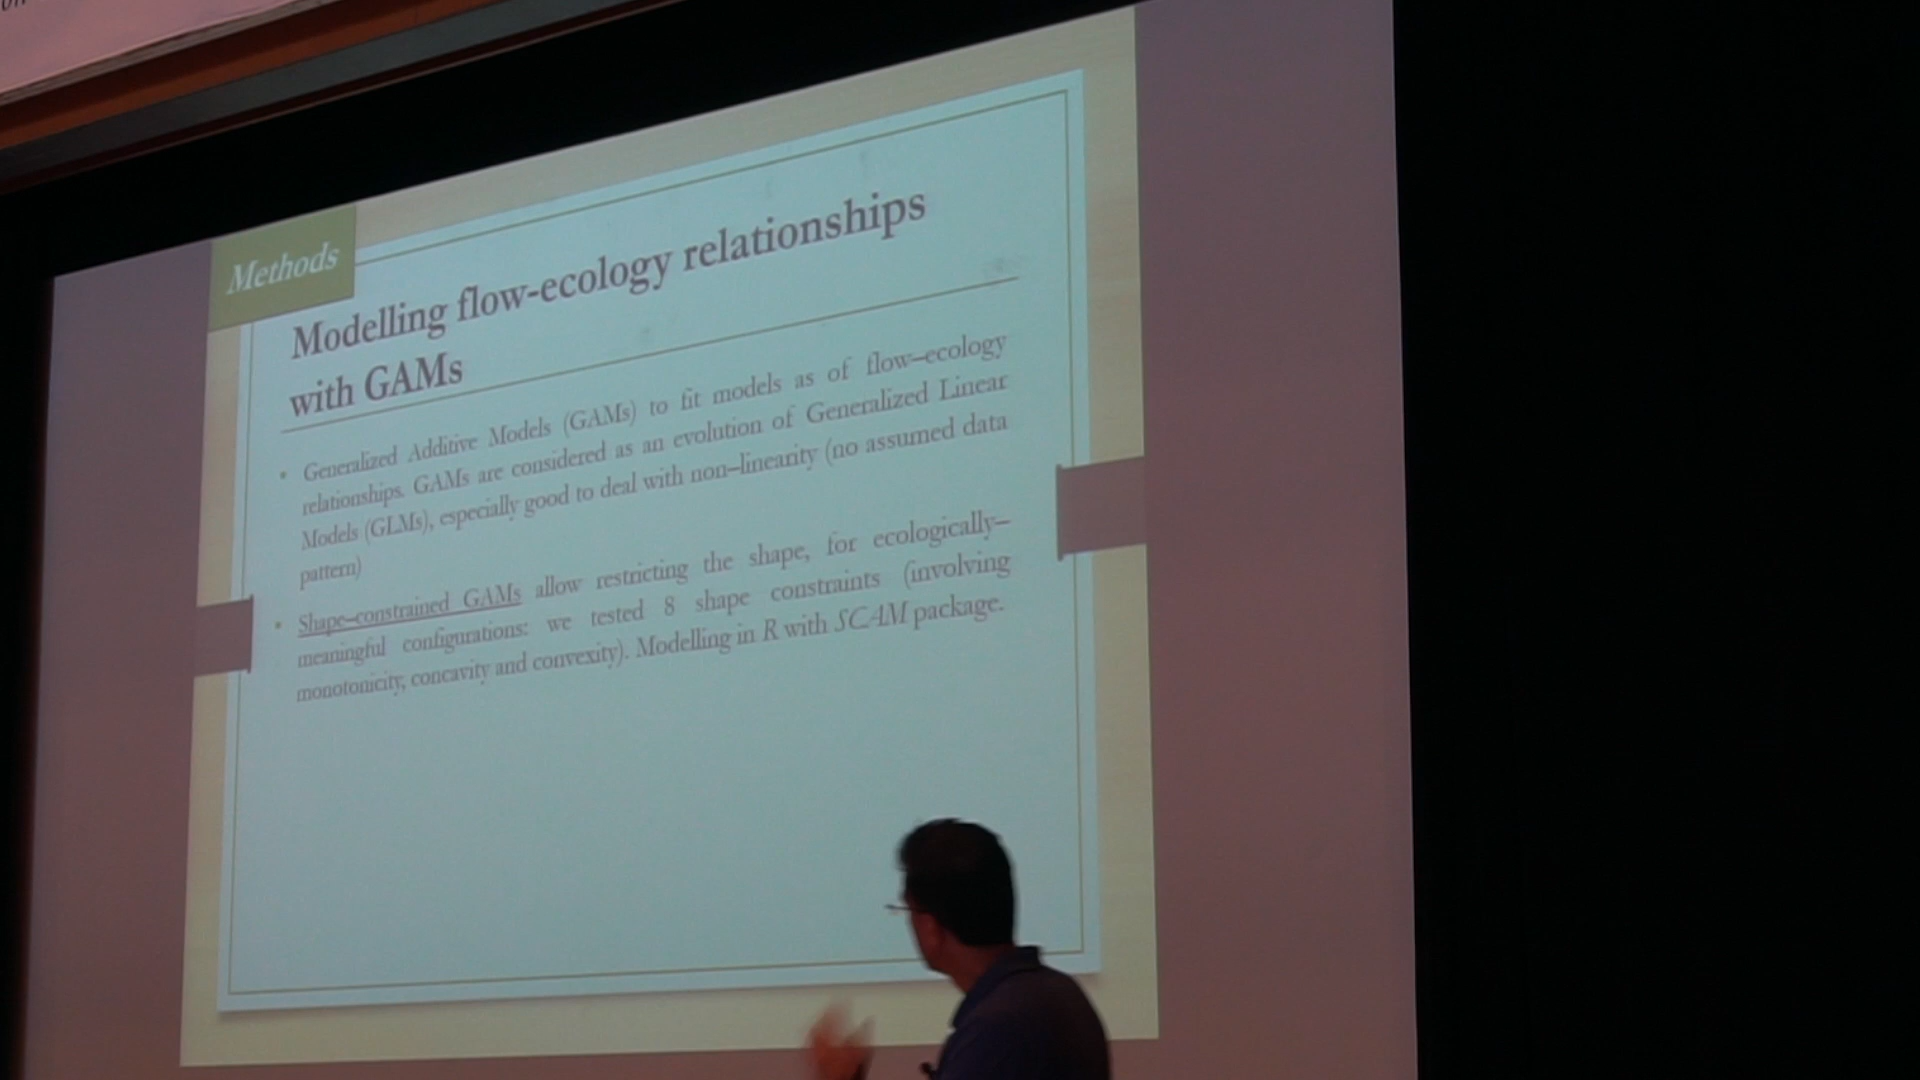 Methods
Modelling flow-ecology relationships
with GAMs
• Generalized Additive Models (GAMs) to fit models as of flow–ecology
relationships. GAMs are considered as an evolution of Generalized Linear
Models (GLMs), especially good to deal with non–linearity (no assumed data
pattern)
• Shape–constrained GAMs allow restricting the shape, for ecologically–
meaningful configurations: we tested 8 shape constraints (involving
monotonicity, concavity and convexity). Modelling in R with SCAM package.